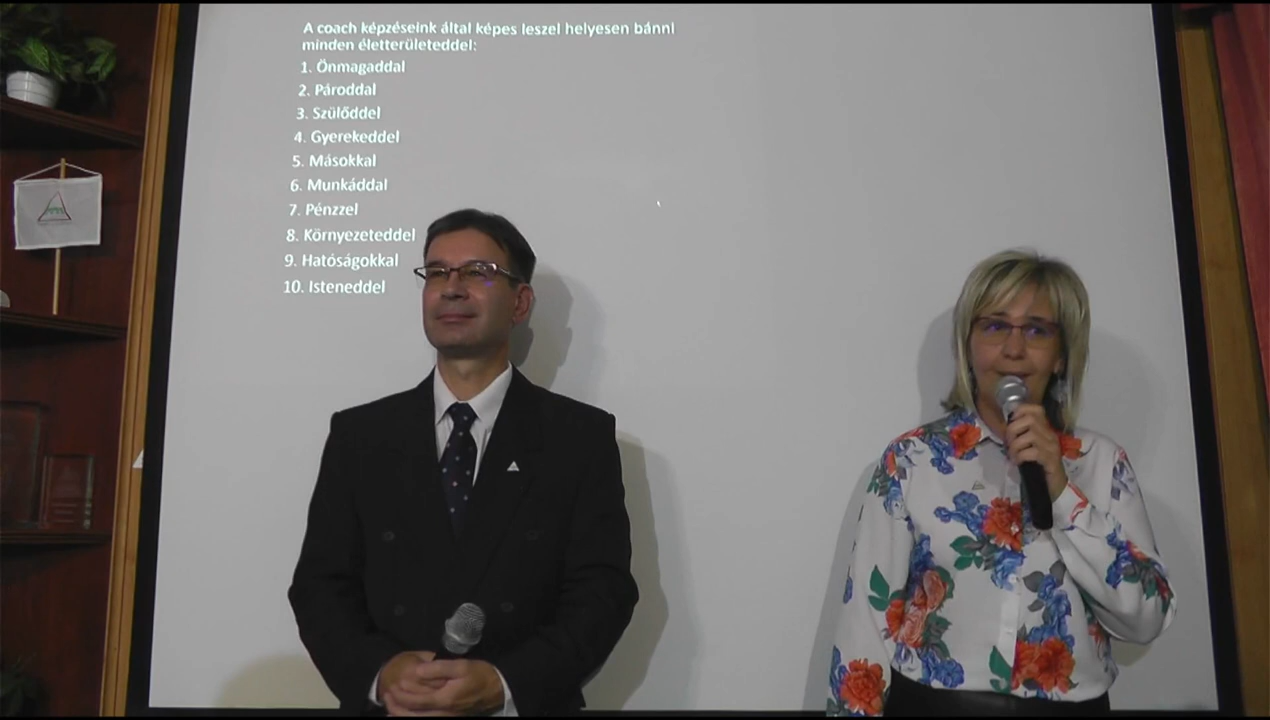 A coach képzéseink által képes leszel helyesen bánni
minden életterületeddel:
1. Önmagaddal
2. Pároddal
3. Szülőddel
4. Gyerekeddel
5. Másokkal
6. Munkáddal
7. Pénzzel
8. Környezeteddel
9. Hatóságokkal
10. Isteneddel